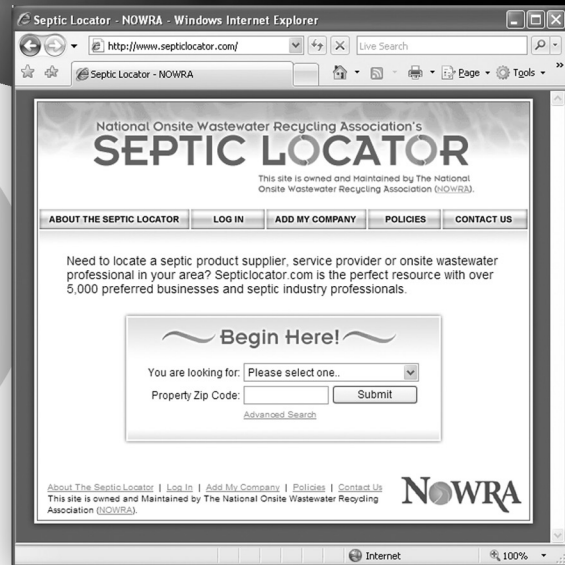 Septic Locator - NOWRA - Windows Internet Explorer
http://www.septiclocator.com/
Live Search
Septic Locator - NOWRA
Page
Tools
»
National Onsite Wastewater Recycling Association's
SEPTIC LOCATOR
This site is owned and Maintained by The National
Onsite Wastewater Recycling Association (NOWRA).
ABOUT THE SEPTIC LOCATOR LOG IN ADD MY COMPANY POLICIES CONTACT US
Need to locate a septic product supplier, service provider or onsite wastewater
professional in your area? Septiclocator.com is the perfect resource with over
5,000 preferred businesses and septic industry professionals.
Begin Here!
You are looking for: Please select one..
Property Zip Code: Submit
Advanced Search
About The Septic Locator | Log In | Add My Company | Policies | Contact Us
This site is owned and Maintained by The National Onsite Wastewater Recycling
Association (NOWRA).
NOWRA
Internet
100%